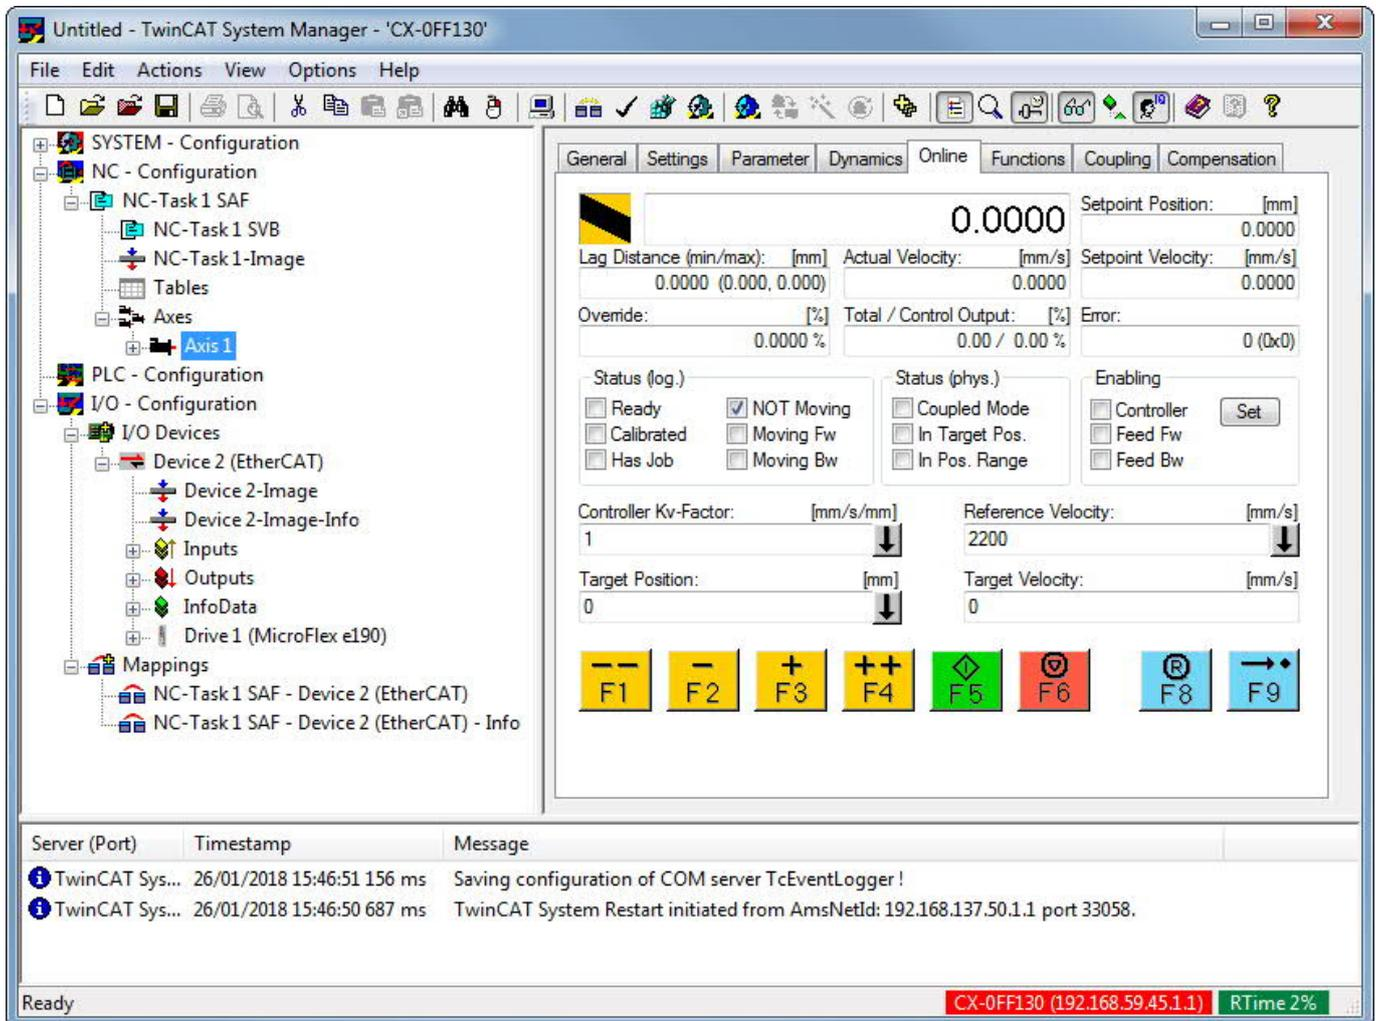 Untitled - TwinCAT System Manager - 'CX-0FF130'
File Edit Actions View Options Help
SYSTEM - Configuration
NC - Configuration
NC-Task 1 SAF
NC-Task 1 SVB
NC-Task 1-Image
Tables
Axes
Axis 1
PLC - Configuration
I/O - Configuration
I/O Devices
Device 2 (EtherCAT)
Device 2-Image
Device 2-Image-Info
Inputs
Outputs
InfoData
Drive 1 (MicroFlex e190)
Mappings
NC-Task 1 SAF - Device 2 (EtherCAT)
NC-Task 1 SAF - Device 2 (EtherCAT) - Info
General Settings Parameter Dynamics Online Functions Coupling Compensation
0.0000 Setpoint Position: [mm]
0.0000
Lag Distance (min/max): [mm] Actual Velocity: [mm/s] Setpoint Velocity: [mm/s]
0.0000 (0.000, 0.000) 0.0000 0.0000
Override: [%] Total / Control Output: [%] Error:
0.0000 % 0.00 / 0.00 % 0 (0x0)
Status (log.) Status (phys.) Enabling
Ready NOT Moving Coupled Mode Controller Set
Calibrated Moving Fw In Target Pos. Feed Fw
Has Job Moving Bw In Pos. Range Feed Bw
Controller Kv-Factor: [mm/s/mm] Reference Velocity: [mm/s]
1 2200
Target Position: [mm] Target Velocity: [mm/s]
0 0
-- - + ++ R
F1 F2 F3 F4 F5 F6 F8 F9
Server (Port) Timestamp Message
TwinCAT Sys... 26/01/2018 15:46:51 156 ms Saving configuration of COM server TcEventLogger !
TwinCAT Sys... 26/01/2018 15:46:50 687 ms TwinCAT System Restart initiated from AmsNetId: 192.168.137.50.1.1 port 33058.
Ready CX-0FF130 (192.168.59.45.1.1) RTime 2%